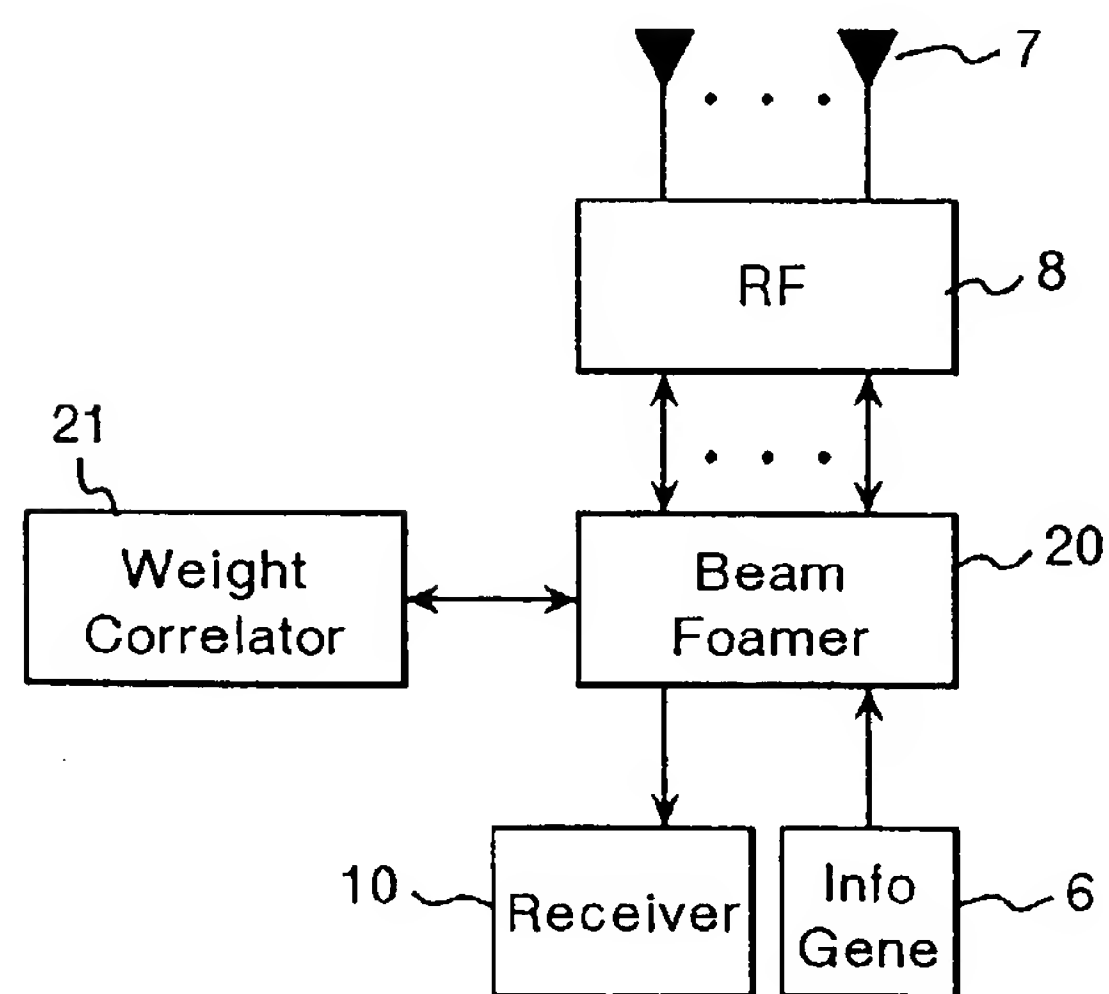 7
RF
8
21
Weight
Correlator
Beam
Foamer
20
10
Receiver
Info
Gene
6